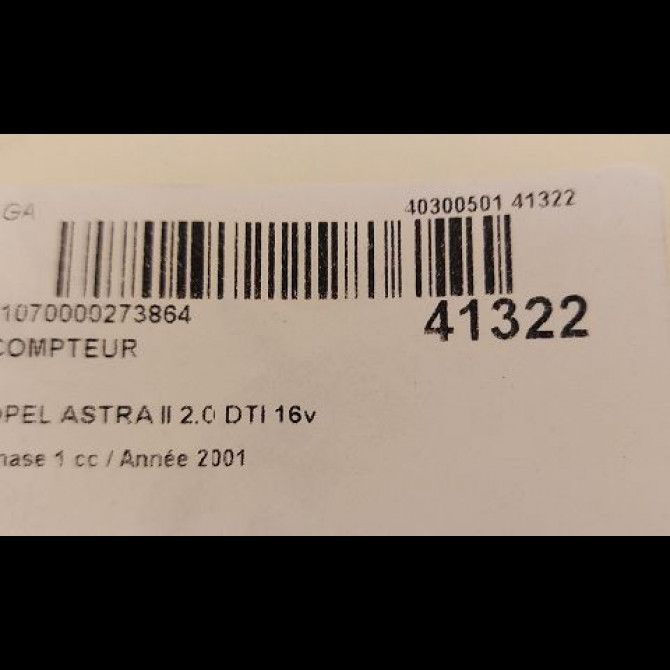 GA
40300501 41322
1070000273864
41322
COMPTEUR
OPEL ASTRA II 2.0 DTI 16v
hase 1 cc / Année 2001